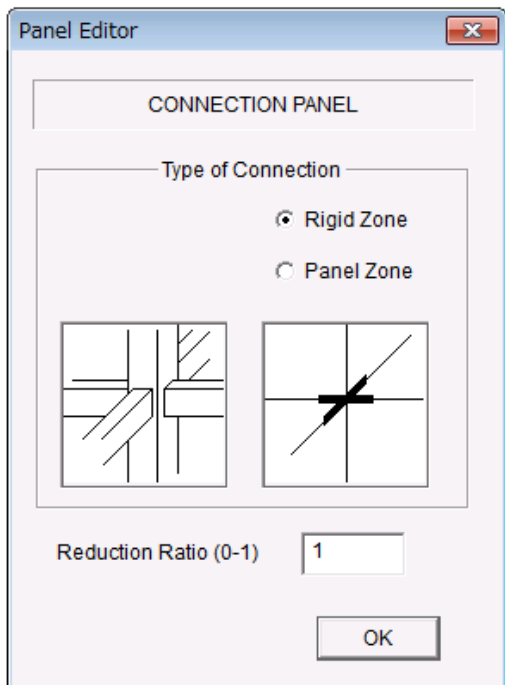 Panel Editor
CONNECTION PANEL
Type of Connection
Rigid Zone
Panel Zone
Reduction Ratio (0-1)
1
OK